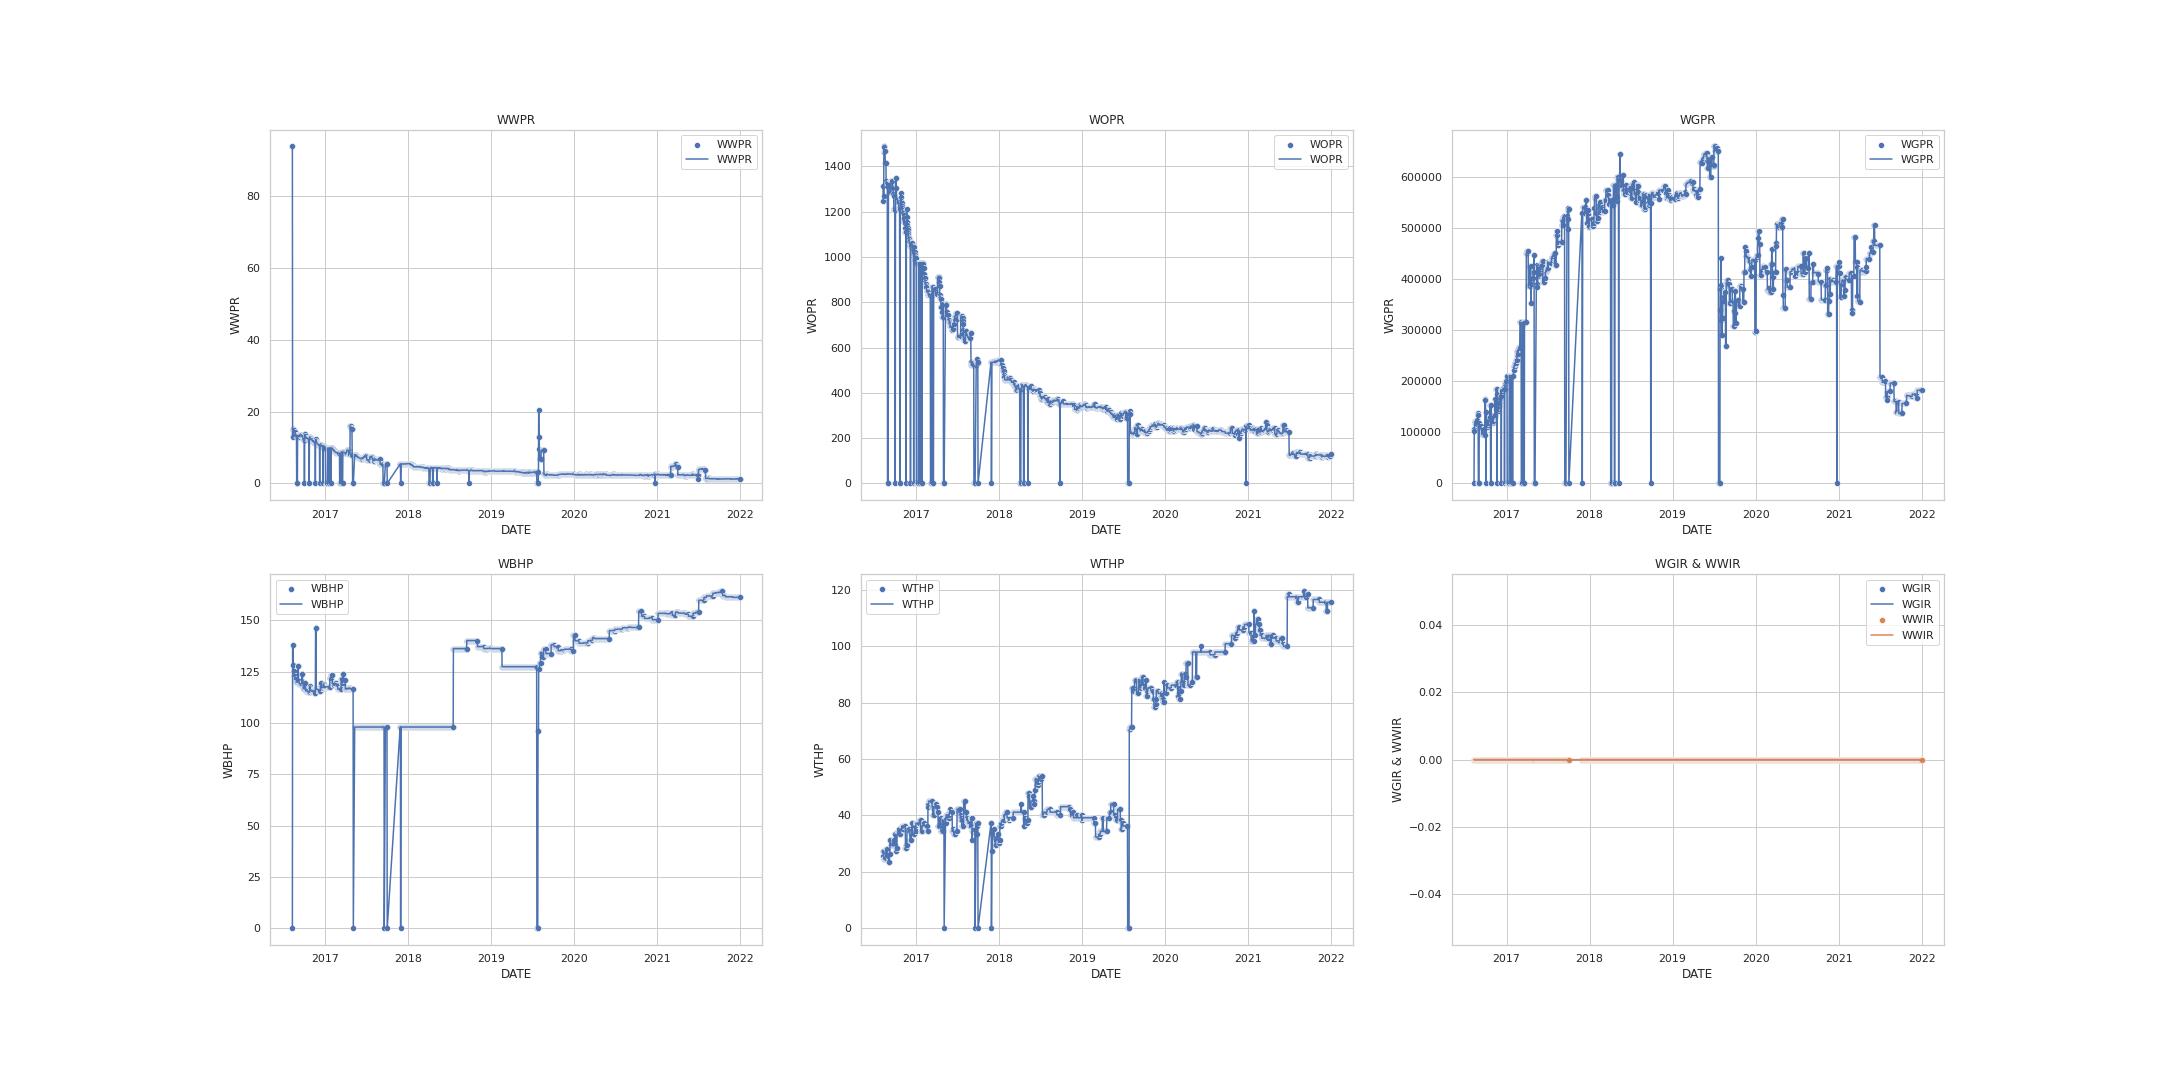 WWPR
WWPR
WWPR
80
60
40
20
0
WWPR
2017 2018 2019 2020 2021 2022
DATE
WOPR
WOPR
WOPR
1400
1200
1000
800
600
400
200
0
WOPR
2017 2018 2019 2020 2021 2022
DATE
WGPR
WGPR
WGPR
600000
500000
400000
300000
200000
100000
0
WGPR
2017 2018 2019 2020 2021 2022
DATE
WBHP
WBHP
WBHP
150
125
100
75
50
25
0
WBHP
2017 2018 2019 2020 2021 2022
DATE
WTHP
WTHP
WTHP
120
100
80
60
40
20
0
WTHP
2017 2018 2019 2020 2021 2022
DATE
WGIR & WWIR
WGIR
WGIR
WWIR
WWIR
0.04
0.02
0.00
−0.02
−0.04
WGIR & WWIR
2017 2018 2019 2020 2021 2022
DATE